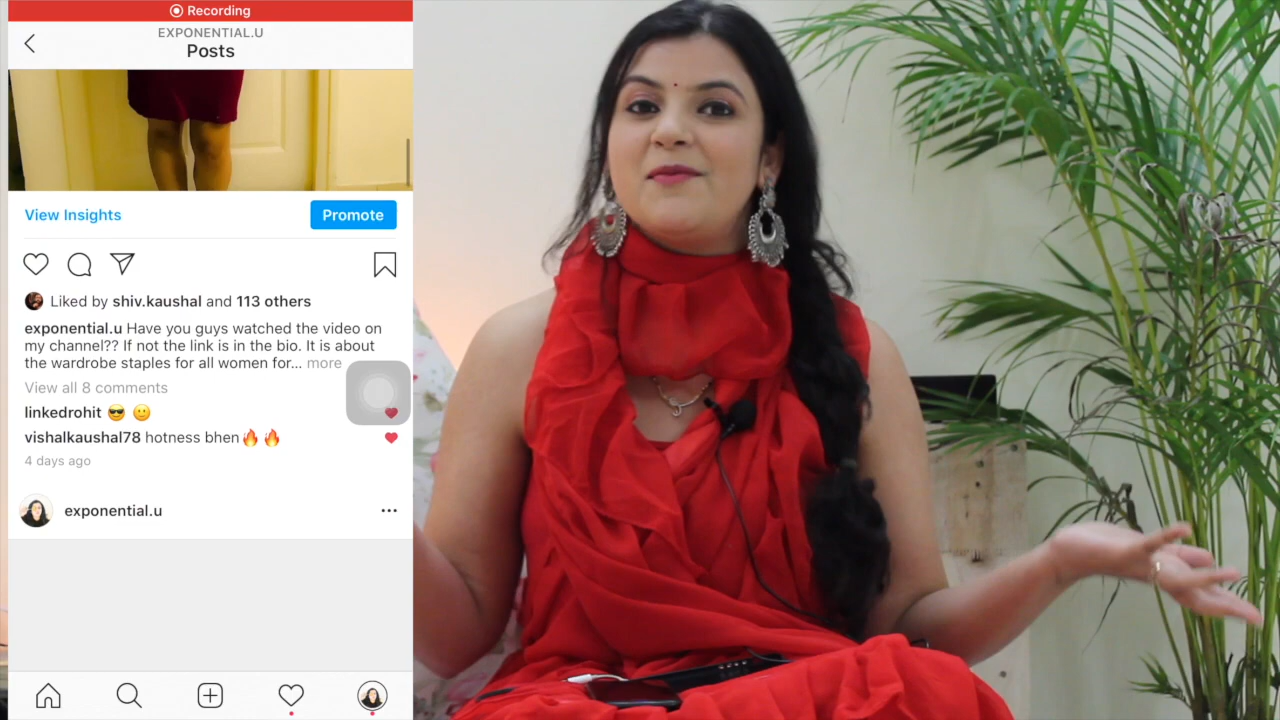 Recording
EXPONENTIAL.U
Posts
View Insights
Promote
Liked by shiv.kaushal and 113 others
exponential.u Have you guys watched the video on
my channel?? If not the link is in the bio. It is about
the wardrobe staples for all women for... more
View all 8 comments
linkedrohit 😎 🙂
vishalkaushal78 hotness bhen🔥🔥
4 days ago
exponential.u